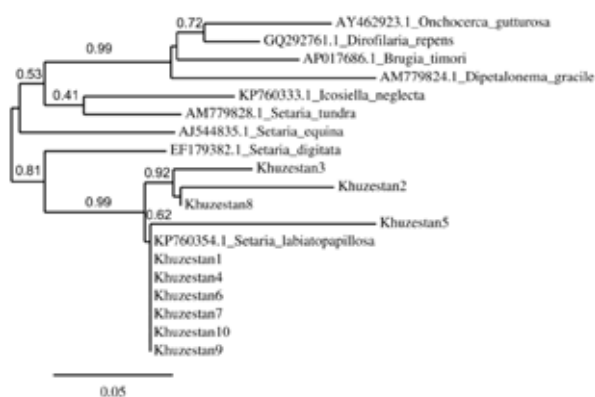 0.72
AY462923.1_Onchocerca_gutturosa
GQ292761.1_Dirofilaria_repens
0.99
AP017686.1_Brugia_timori
0.53
AM779824.1_Dipetalonema_gracile
0.41
KP760333.1_Icosiella_neglecta
AM779828.1_Setaria_tundra
AJ544835.1_Setaria_equina
EF179382.1_Setaria_digitata
0.81
0.92
Khuzestan3
Khuzestan2
0.99
Khuzestan8
0.62
Khuzestan5
KP760354.1_Setaria_labiatopapillosa
Khuzestan1
Khuzestan4
Khuzestan6
Khuzestan7
Khuzestan10
Khuzestan9
0.05